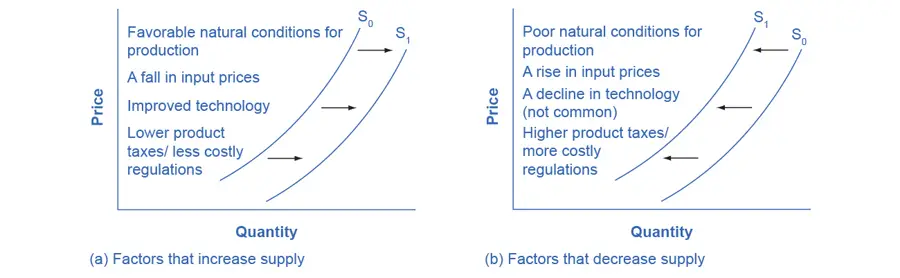 S0
S1
Favorable natural conditions for
production
A fall in input prices
Improved technology
Lower product
taxes/ less costly
regulations
Price
Quantity
(a) Factors that increase supply
S1
S0
Poor natural conditions for
production
A rise in input prices
A decline in technology
(not common)
Higher product taxes/
more costly
regulations
Price
Quantity
(b) Factors that decrease supply